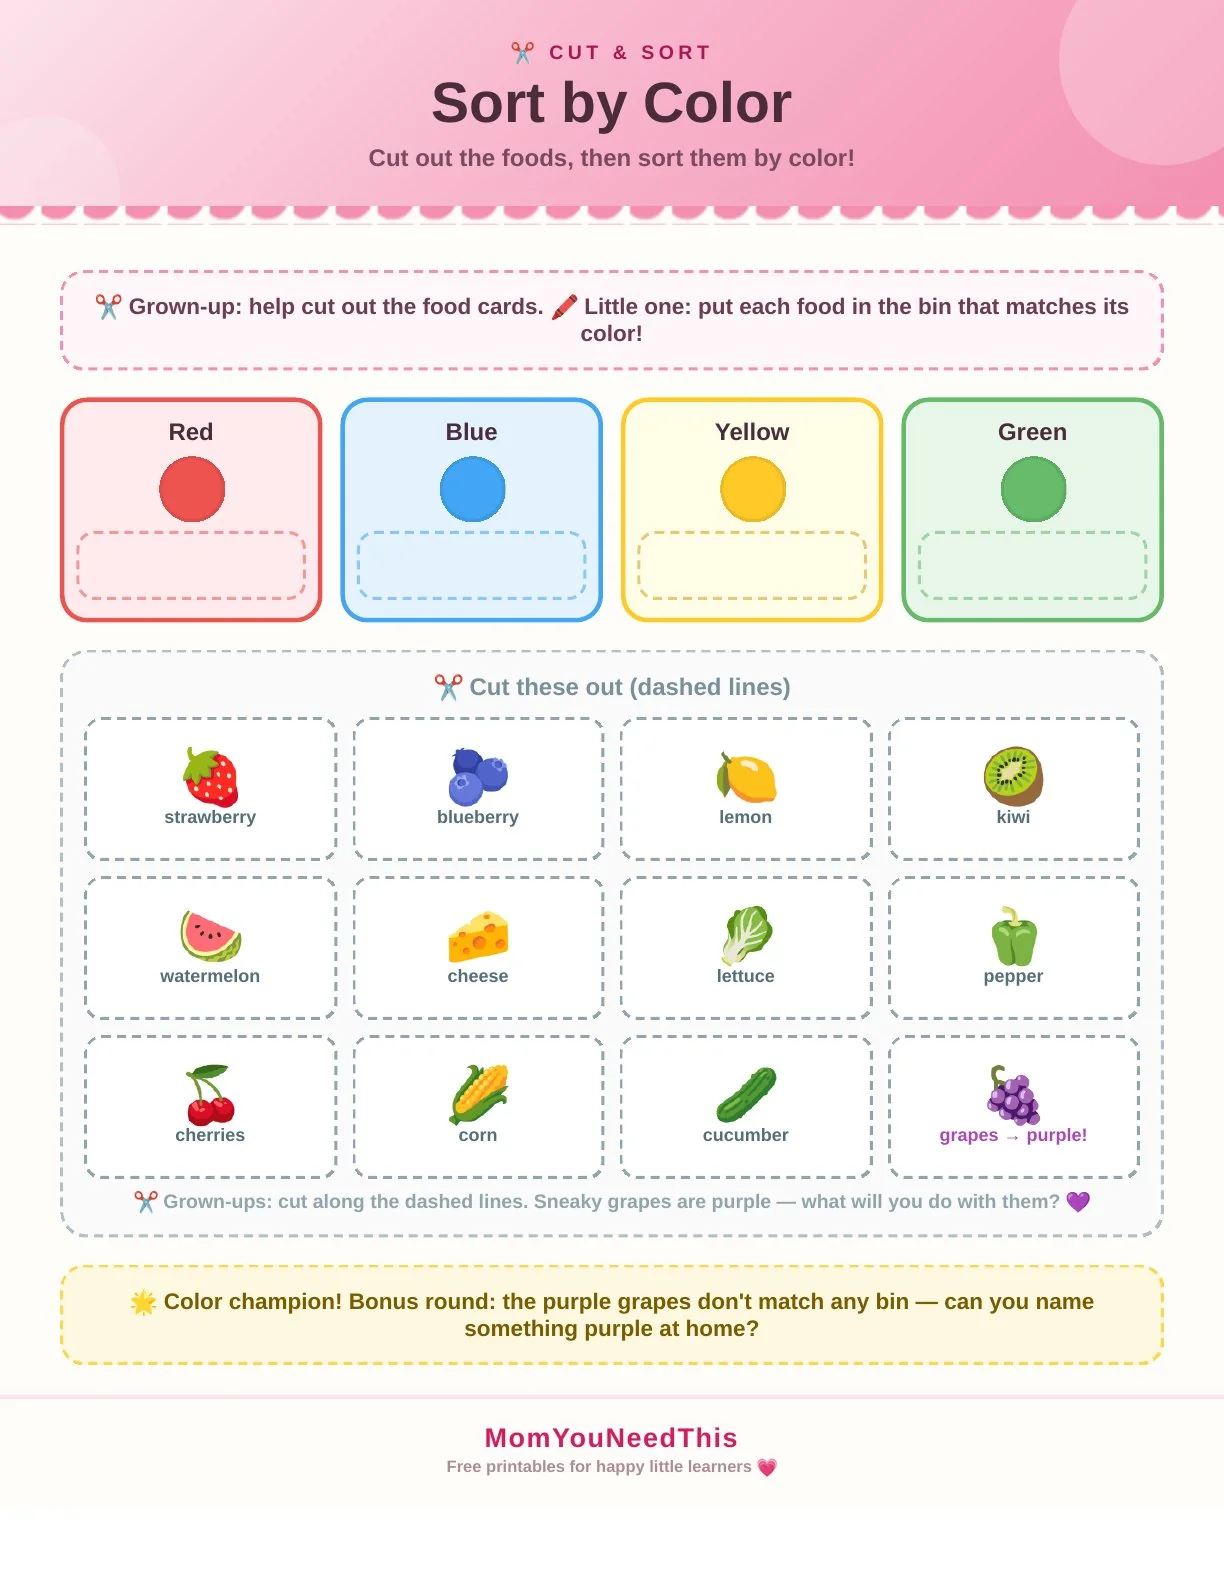 ✂️ CUT & SORT
Sort by Color
Cut out the foods, then sort them by color!
✂️ Grown-up: help cut out the food cards. 🖍️ Little one: put each food in the bin that matches its
color!
Red
Blue
Yellow
Green
✂️ Cut these out (dashed lines)
strawberry
blueberry
lemon
kiwi
watermelon
cheese
lettuce
pepper
cherries
corn
cucumber
grapes → purple!
✂️ Grown-ups: cut along the dashed lines. Sneaky grapes are purple — what will you do with them? 💜
🌟 Color champion! Bonus round: the purple grapes don't match any bin — can you name
something purple at home?
MomYouNeedThis
Free printables for happy little learners 💗